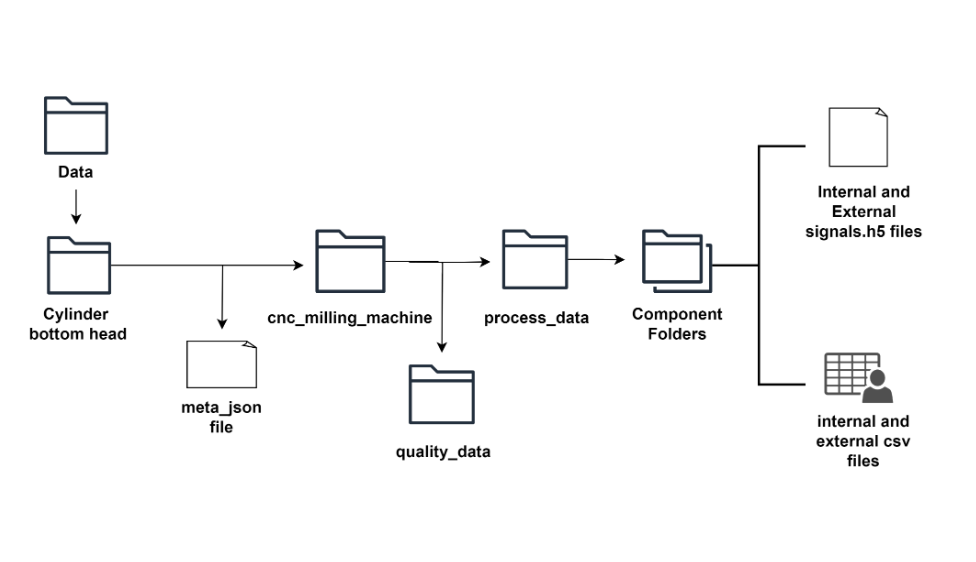 Data
Cylinder
bottom head
meta_json
file
cnc_milling_machine
quality_data
process_data
Component
Folders
Internal and
External
signals.h5 files
internal and
external csv
files